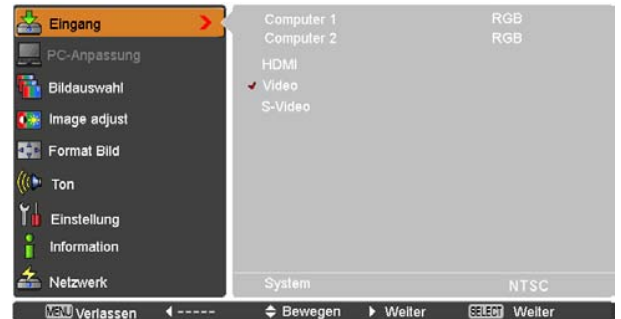 Eingang
PC-Anpassung
Bildauswahl
Image adjust
Format Bild
Ton
Einstellung
Information
Netzwerk
Computer 1 RGB
Computer 2 RGB
HDMI
Video
S-Video
System NTSC
MENU Verlassen ----- Bewegen Weiter SELECT Weiter